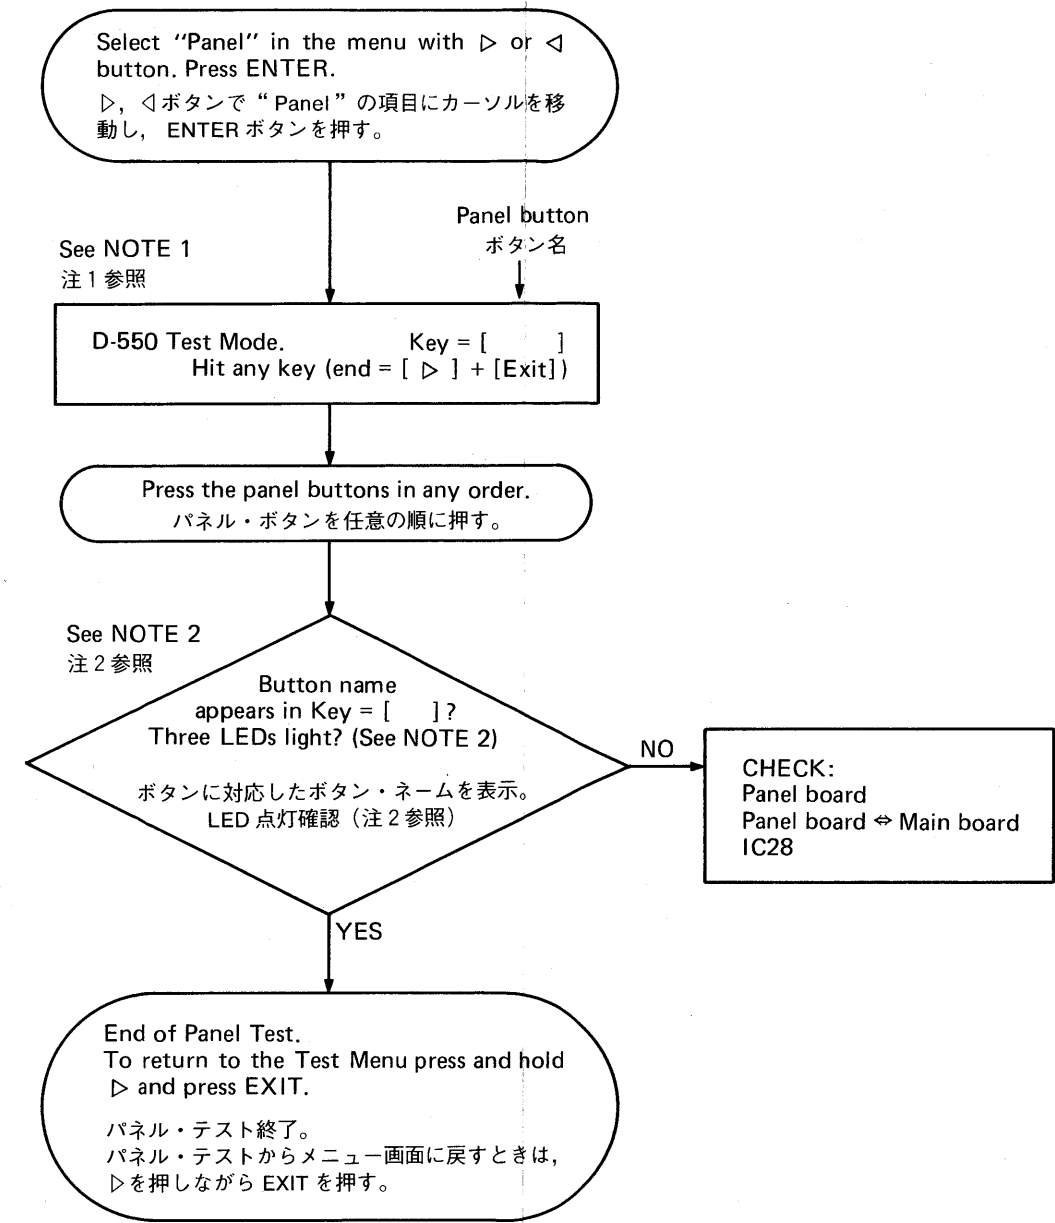 Select "Panel" in the menu with ▷ or ◁
button. Press ENTER.
▷, ◁ボタンで“Panel”の項目にカーソルを移
動し, ENTERボタンを押す。
Panel button
ボタン名
See NOTE 1
注1参照
D-550 Test Mode. Key = [ ]
Hit any key (end = [ ▷ ] + [Exit])
Press the panel buttons in any order.
パネル・ボタンを任意の順に押す。
See NOTE 2
注2参照
Button name
appears in Key = [ ]?
Three LEDs light? (See NOTE 2)
ボタンに対応したボタン・ネームを表示。
LED点灯確認(注2参照)
NO
CHECK:
Panel board
Panel board ⇔ Main board
IC28
YES
End of Panel Test.
To return to the Test Menu press and hold
▷ and press EXIT.
パネル・テスト終了。
パネル・テストからメニュー画面に戻すときは,
▷を押しながらEXITを押す。